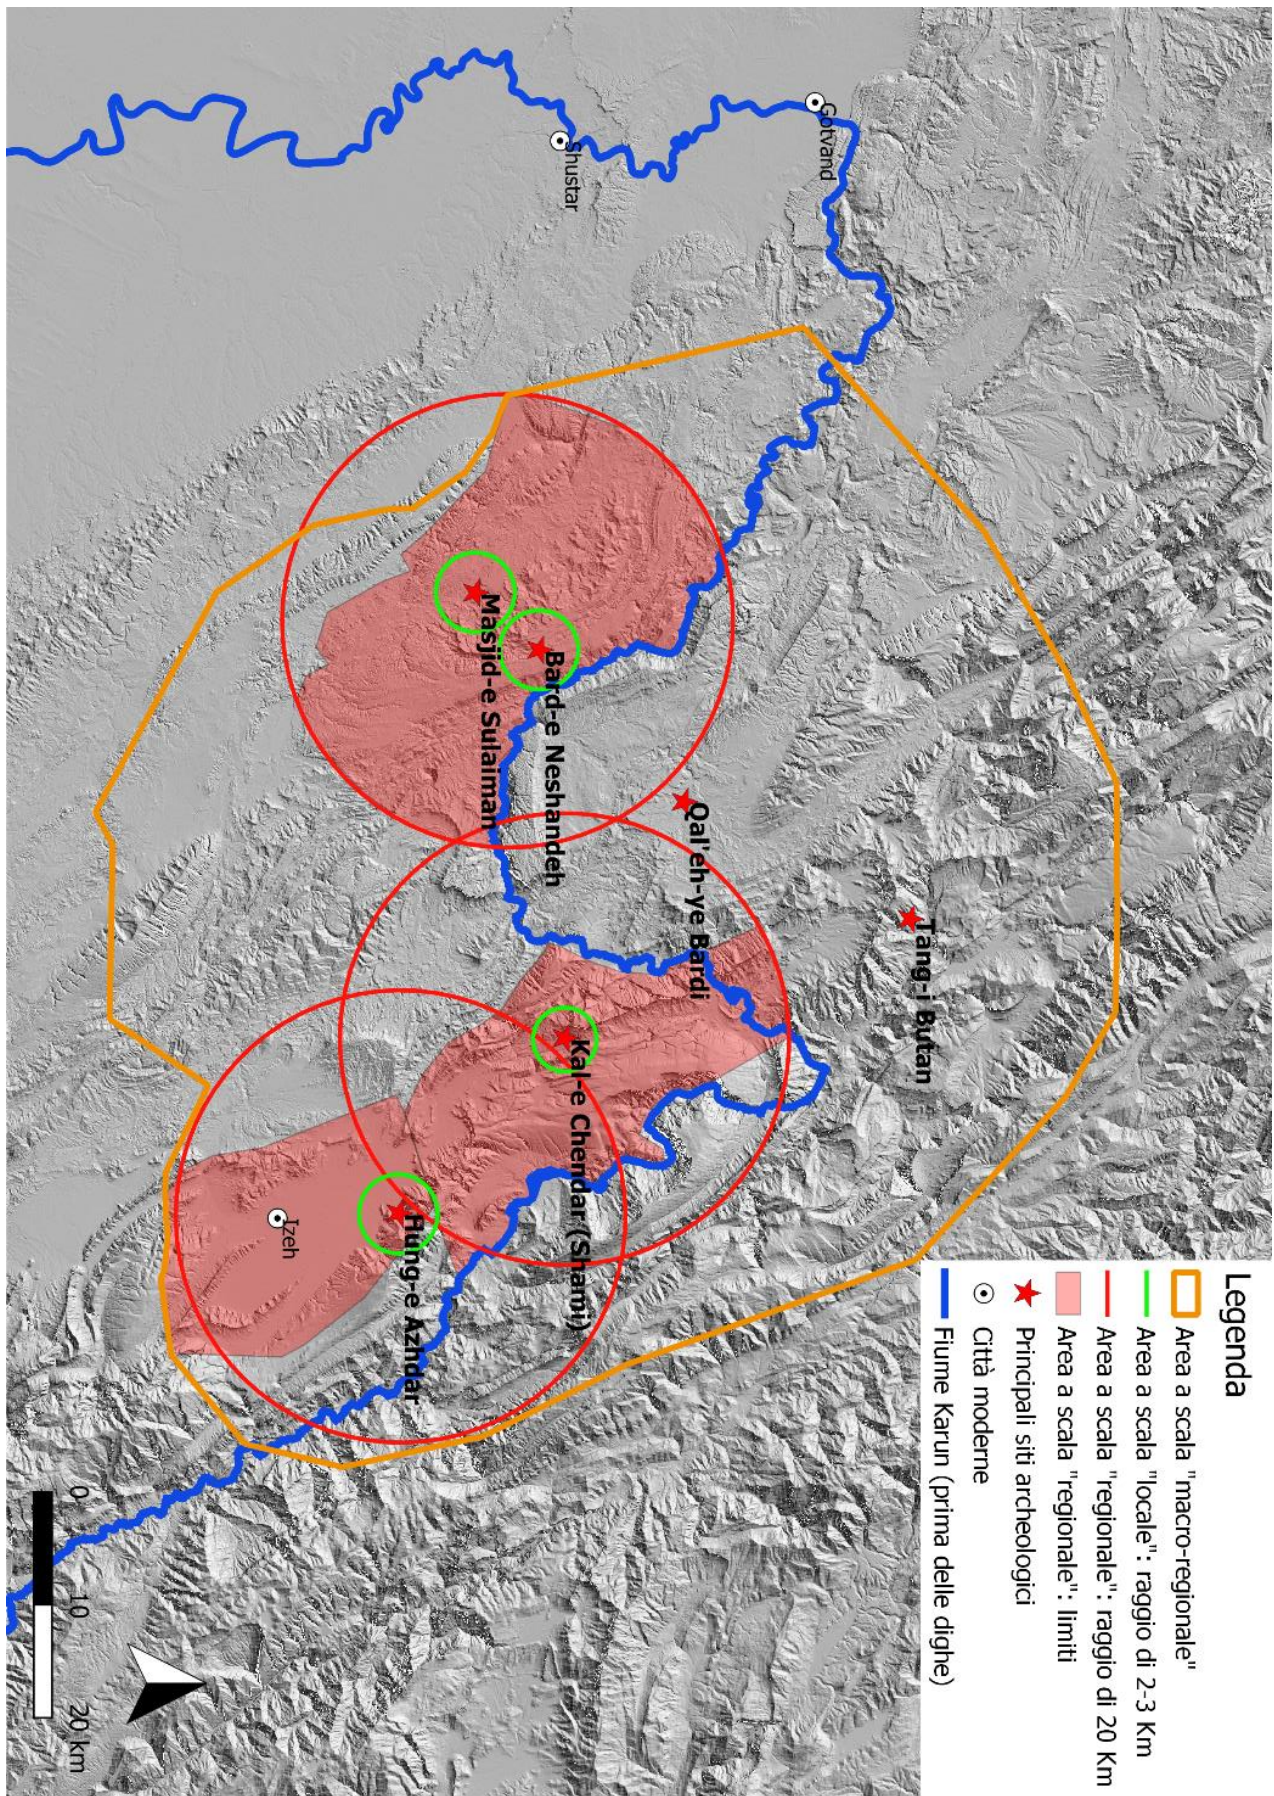 Legenda
Area a scala "macro-regionale"
Area a scala "locale": raggio di 2-3 Km
Area a scala "regionale": raggio di 20 Km
Area a scala "regionale": limiti
Principali siti archeologici
Città moderne
Fiume Karun (prima delle dighe)
Gotvand
Shustar
Tang-i Butan
Qal'eh-ye Bardi
Bard-e Neshandeh
Masjid-e Sulaiman
Kal-e Chendar (Shami)
Hung-e Azhdar
Izeh
0 10 20 km